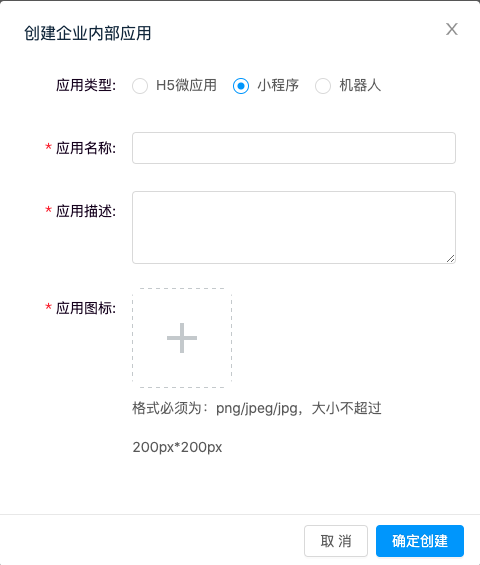 创建企业内部应用
应用类型: H5微应用 小程序 机器人
* 应用名称:
* 应用描述:
* 应用图标:
格式必须为：png/jpeg/jpg，大小不超过
200px*200px
取 消 确定创建